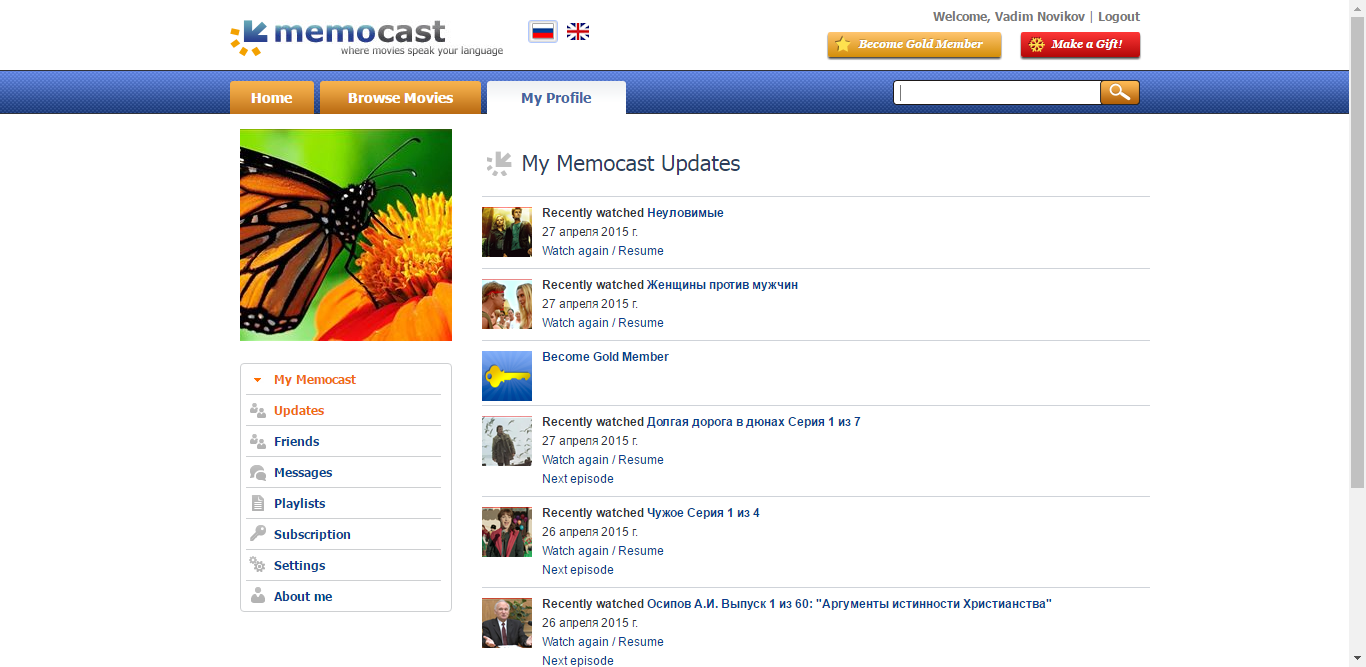 memocast
where movies speak your language
Welcome, Vadim Novikov | Logout
Become Gold Member
Make a Gift!
Home
Browse Movies
My Profile
My Memocast
Updates
Friends
Messages
Playlists
Subscription
Settings
About me
My Memocast Updates
Recently watched Неуловимые
27 апреля 2015 г.
Watch again / Resume
Recently watched Женщины против мужчин
27 апреля 2015 г.
Watch again / Resume
Become Gold Member
Recently watched Долгая дорога в дюнах Серия 1 из 7
27 апреля 2015 г.
Watch again / Resume
Next episode
Recently watched Чужое Серия 1 из 4
26 апреля 2015 г.
Watch again / Resume
Next episode
Recently watched Осипов А.И. Выпуск 1 из 60: "Аргументы истинности Христианства"
26 апреля 2015 г.
Watch again / Resume
Next episode